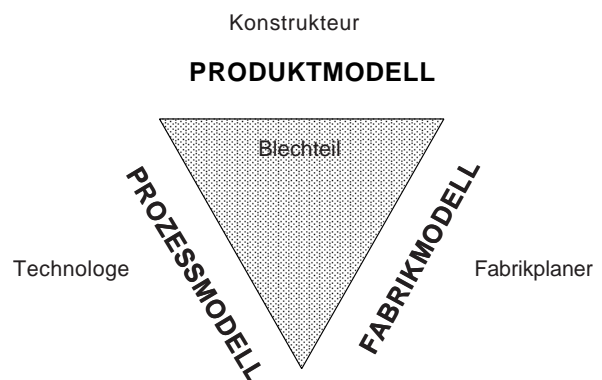 Konstrukteur
PRODUKTMODELL
Blechteil
PROZESSMODELL
FABRIKMODELL
Technologe
Fabrikplaner